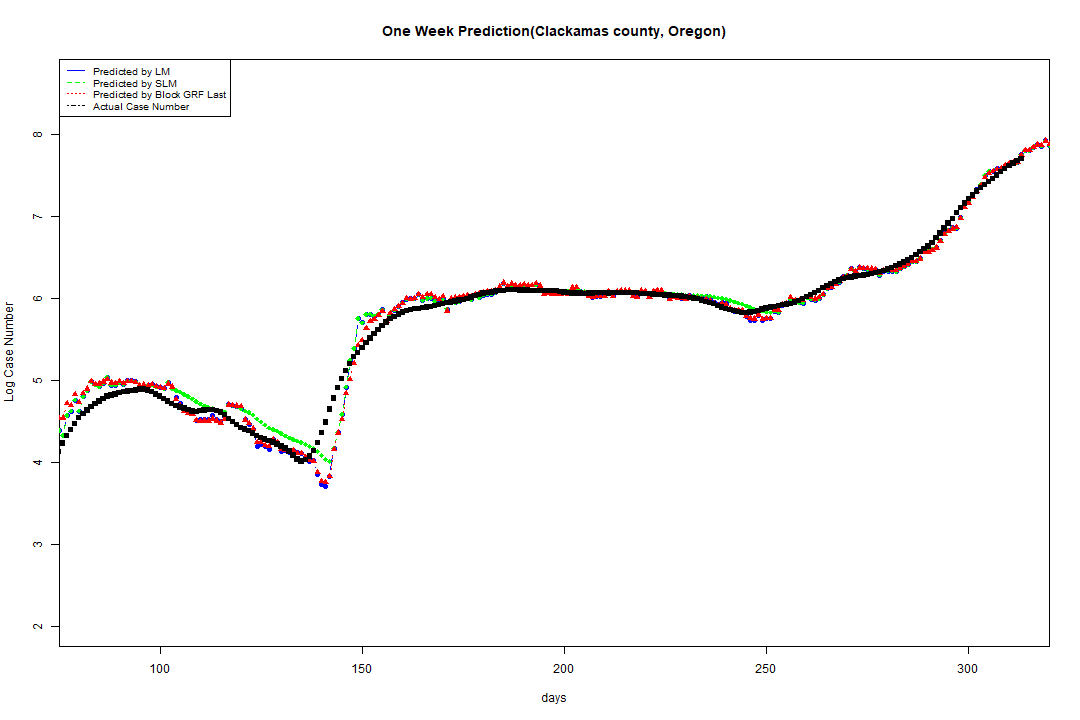 One Week Prediction(Clackamas county, Oregon)
Predicted by LM
Predicted by SLM
Predicted by Block GRF Last
Actual Case Number
Log Case Number
8
7
6
5
4
3
2
100 150 200 250 300
days